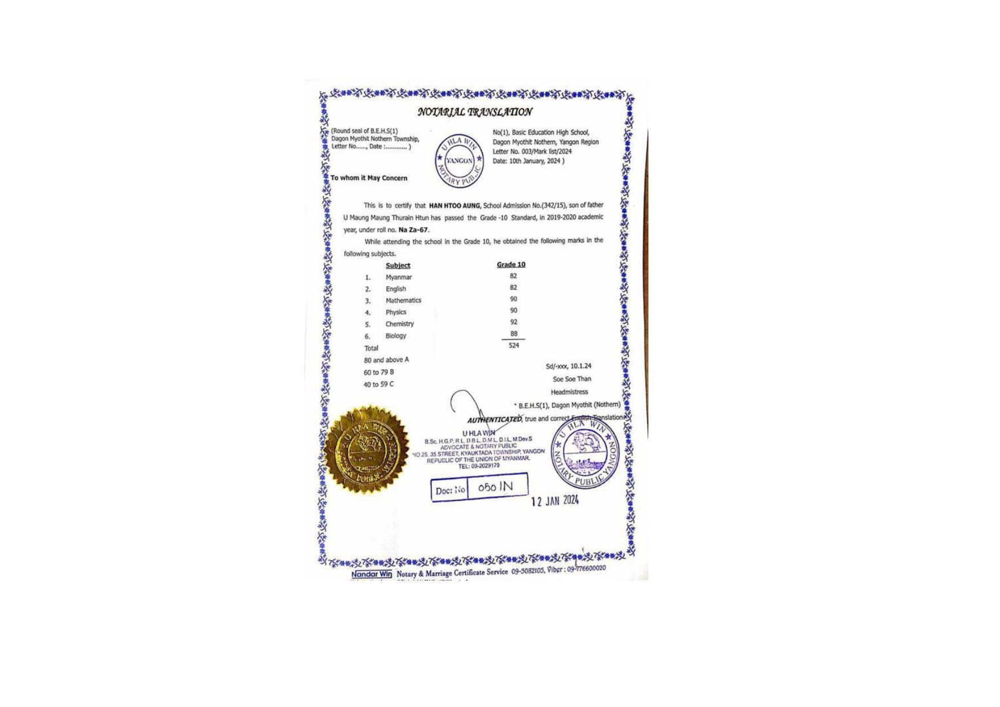 NOTARIAL TRANSLATION
(Round seal of B.E.H.S(1)
Dagon Myothit Nothern Township,
Letter No......, Date :............ )
No(1), Basic Education High School,
Dagon Myothit Nothern, Yangon Region
Letter No. 003/Mark list/2024
Date: 10th January, 2024 )
U HLA WIN
YANGON
NOTARY PUBLIC
To whom it May Concern
This is to certify that HAN HTOO AUNG, School Admission No.(342/15), son of father
U Maung Maung Thurain Htun has passed the Grade -10 Standard, in 2019-2020 academic
year, under roll no. Na Za-67.
While attending the school in the Grade 10, he obtained the following marks in the
following subjects.
Subject Grade 10
1. Myanmar 82
2. English 82
3. Mathematics 90
4. Physics 90
5. Chemistry 92
6. Biology 88
Total 524
80 and above A
60 to 79 B
40 to 59 C
Sd/-xxx, 10.1.24
Soe Soe Than
Headmistress
B.E.H.S(1), Dagon Myothit (Nothern)
AUTHENTICATED, true and correct English Translation
U HLA WIN
B.Sc, H.G.P, R.L, D.B.L, D.M.L, D.I.L, M.Dev.S
ADVOCATE & NOTARY PUBLIC
NO.25, 35 STREET, KYAUKTADA TOWNSHIP, YANGON
REPUBLIC OF THE UNION OF MYANMAR.
TEL: 09-2029179
U HLA WIN
NOTARY PUBLIC YANGON
U HLA WIN
Doc: No 050 IN
12 JAN 2024
Nandar Win Notary & Marriage Certificate Service 09-5082105, Viber : 09-776600020